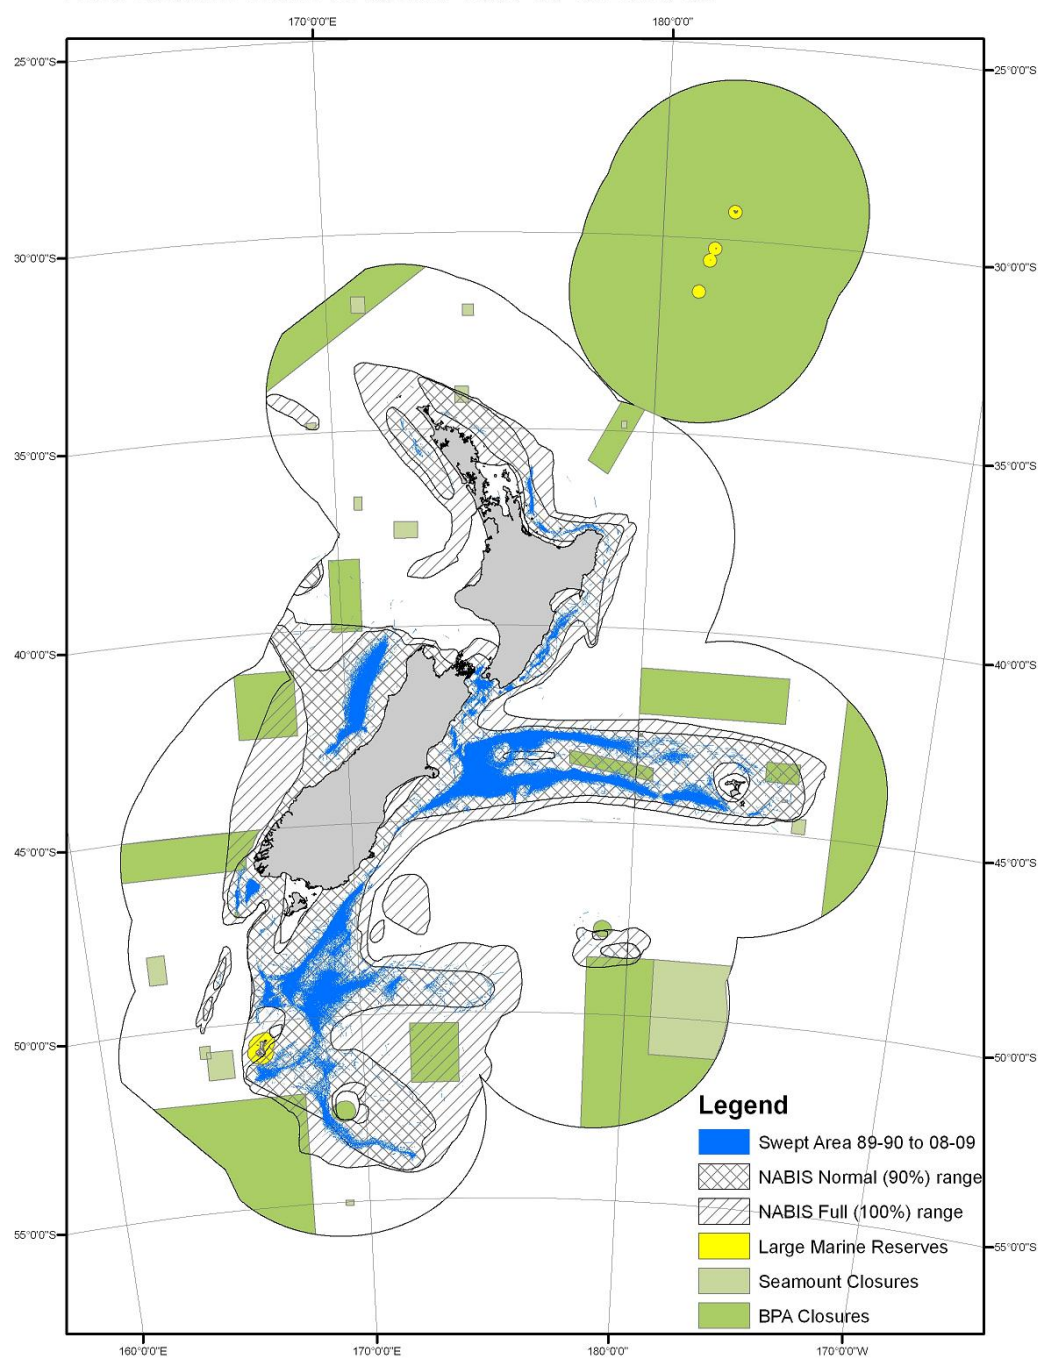 170°0'0"E 180°0'0"
25°0'0"S 25°0'0"S
30°0'0"S 30°0'0"S
35°0'0"S 35°0'0"S
40°0'0"S 40°0'0"S
45°0'0"S 45°0'0"S
50°0'0"S 50°0'0"S
55°0'0"S 55°0'0"S
Legend
Swept Area 89-90 to 08-09
NABIS Normal (90%) range
NABIS Full (100%) range
Large Marine Reserves
Seamount Closures
BPA Closures
160°0'0"E 170°0'0"E 180°0'0" 170°0'0"W